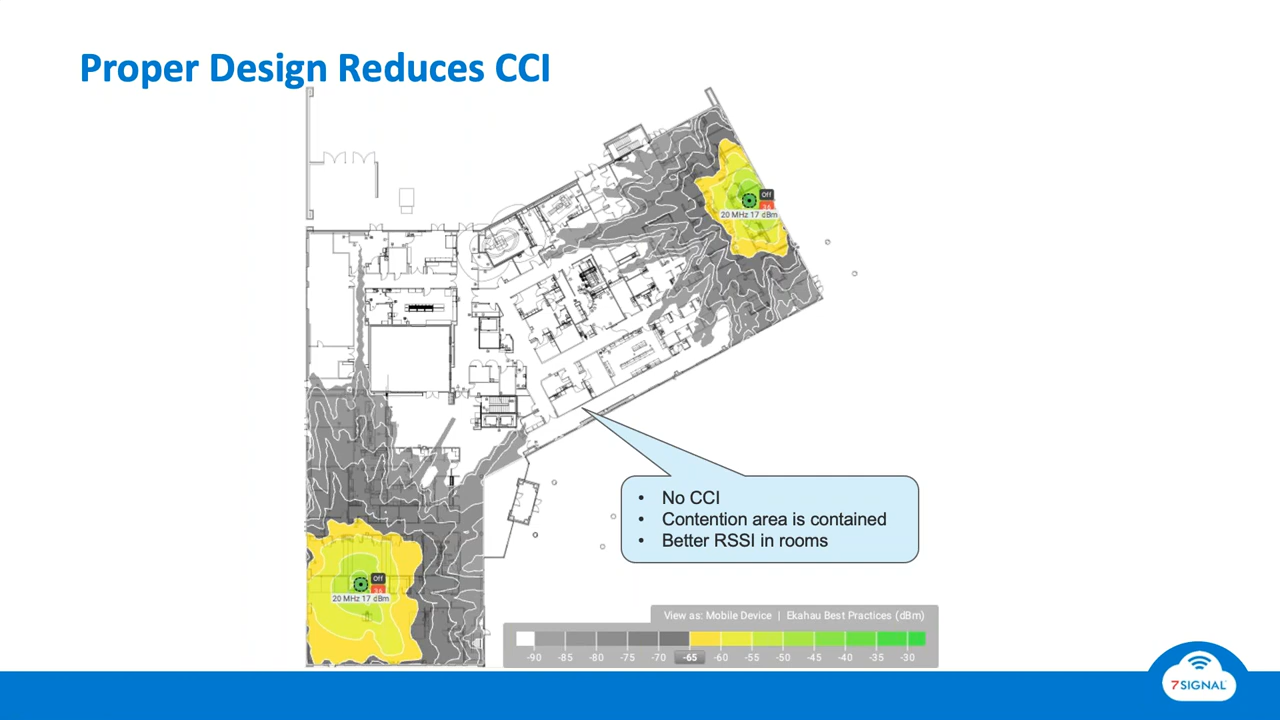 Proper Design Reduces CCI
Off
36
20 MHz 17 dBm
• No CCI
• Contention area is contained
• Better RSSI in rooms
Off
36
20 MHz 17 dBm
View as: Mobile Device | Ekahau Best Practices (dBm)
-90 -85 -80 -75 -70 -65 -60 -55 -50 -45 -40 -35 -30
7SIGNAL